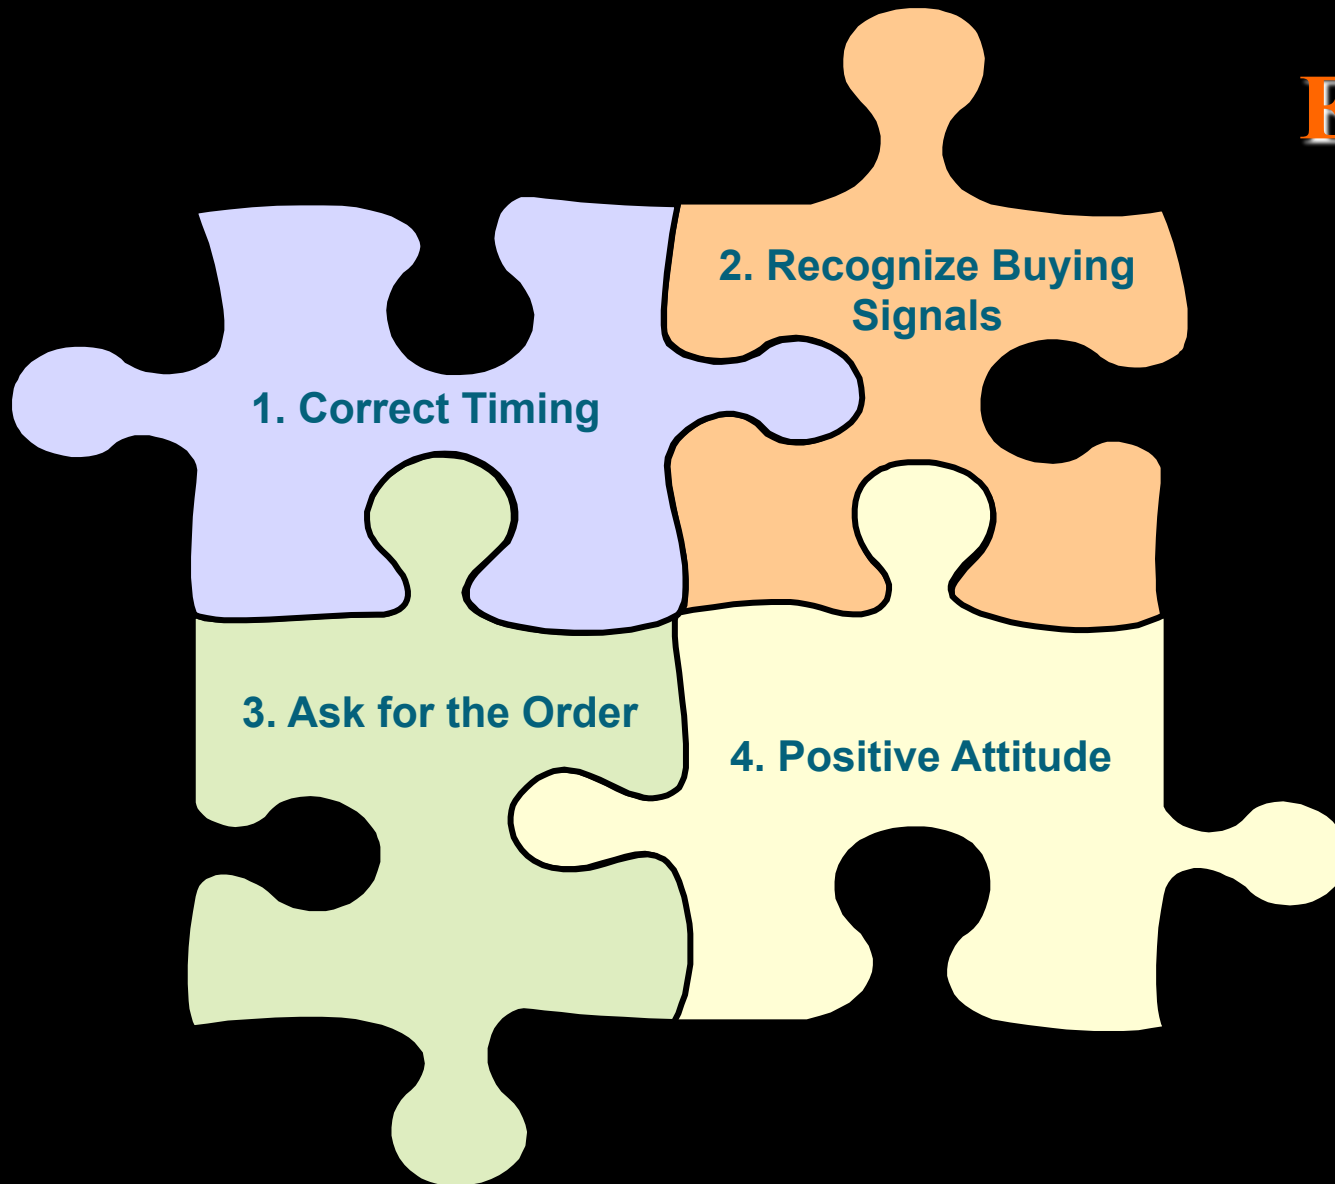 2. Recognize Buying
Signals
1. Correct Timing
3. Ask for the Order
4. Positive Attitude